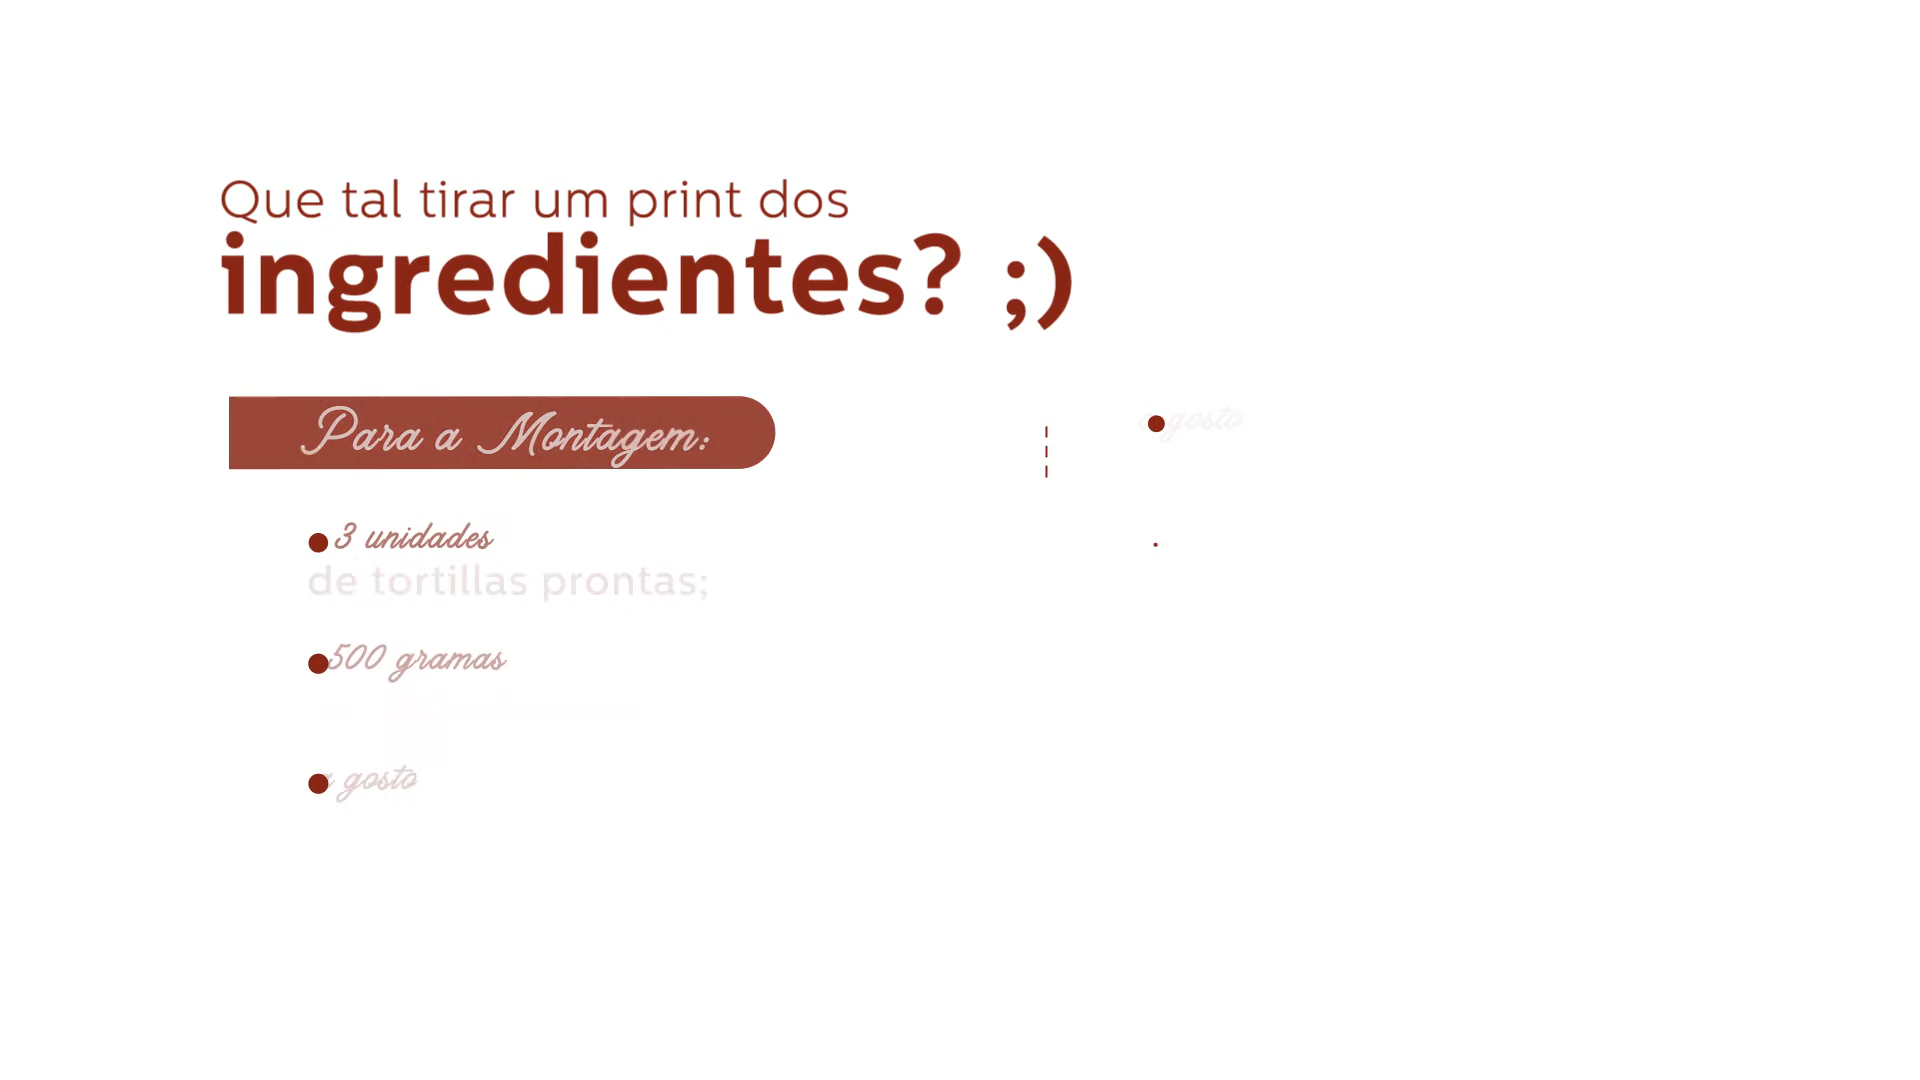 Que tal tirar um print dos
ingredientes? ;)
Para a Montagem:
3 unidades
de tortillas prontas;
500 gramas
a gosto
a gosto